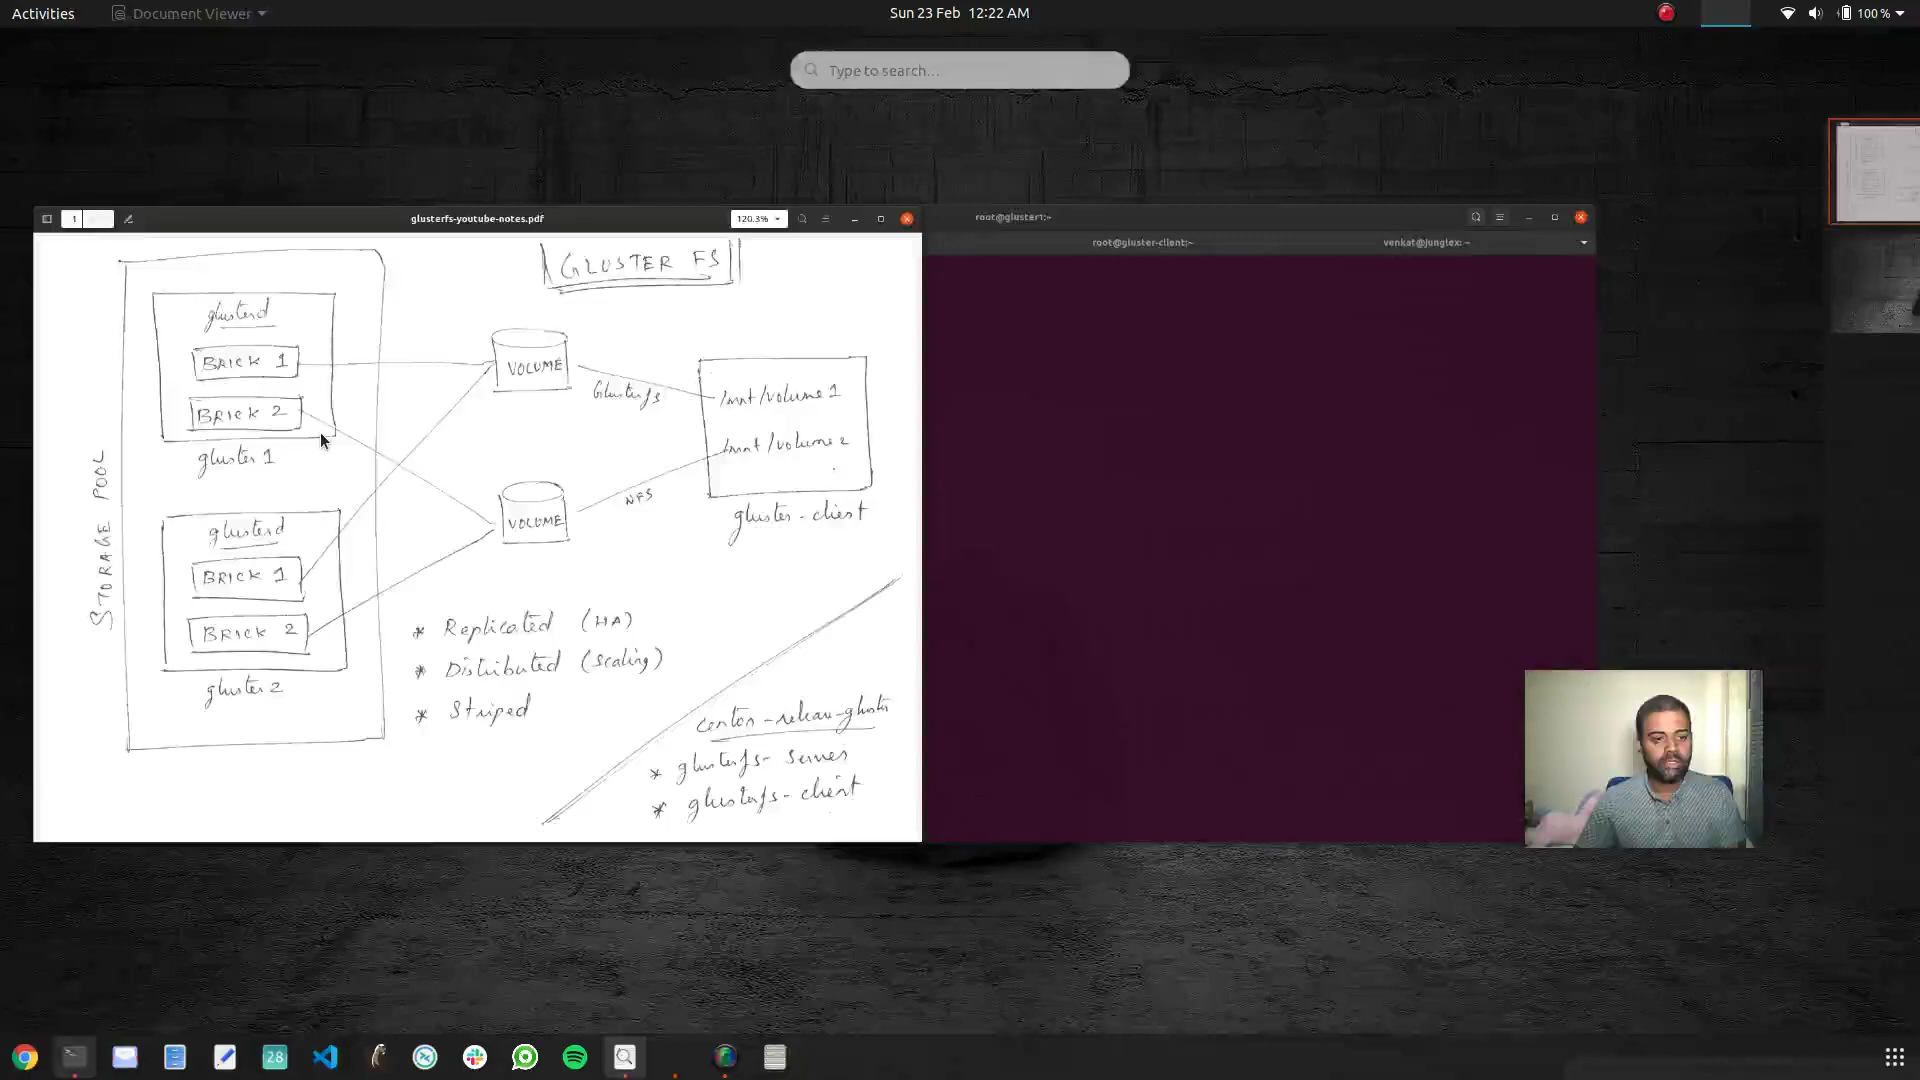 Activities
Document Viewer
Sun 23 Feb 12:22 AM
100 %
Type to search...
1
glusterfs-youtube-notes.pdf
120.3%
root@gluster1:~
root@gluster-client:~
venkat@junglex: ~
GLUSTER FS
glusterd
BRICK 1
BRICK 2
gluster 1
STORAGE POOL
glusterd
BRICK 1
BRICK 2
gluster 2
VOLUME
VOLUME
Glusterfs
NFS
/mnt/volume 1
/mnt/volume 2
gluster-client
* Replicated (HA)
* Distributed (scaling)
* Striped
centos-release-gluster
* glusterfs-server
* glusterfs-client
28